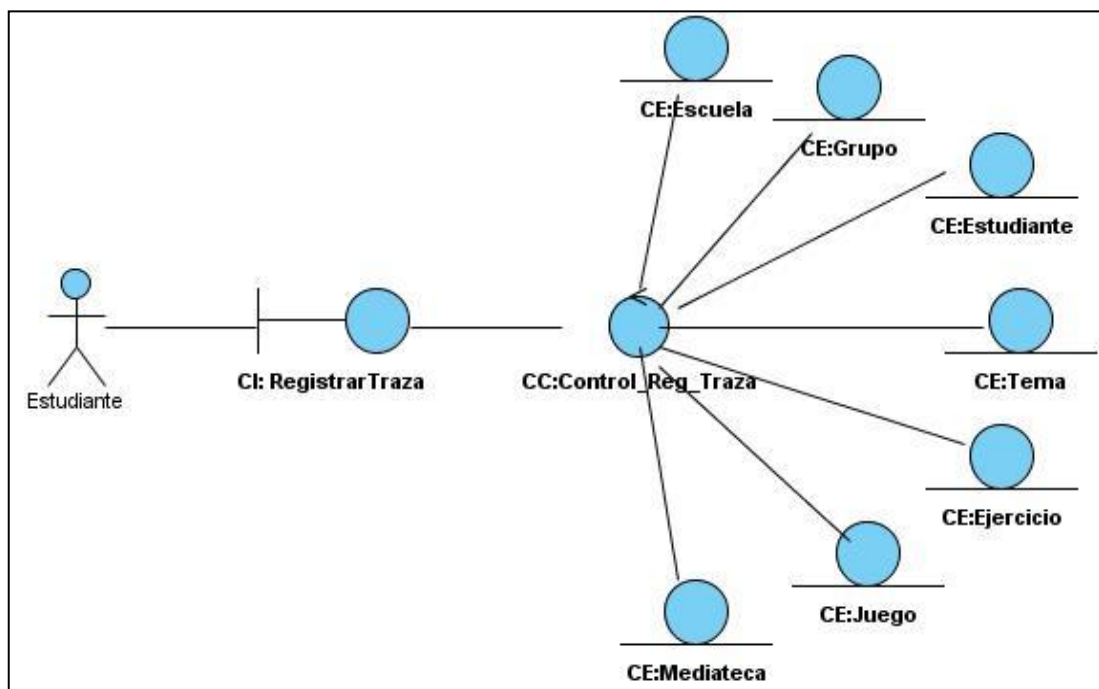 CE:Escuela
CE:Grupo
CE:Estudiante
Estudiante
CI: RegistrarTraza
CC:Control_Reg_Traza
CE:Tema
CE:Ejercicio
CE:Juego
CE:Mediateca